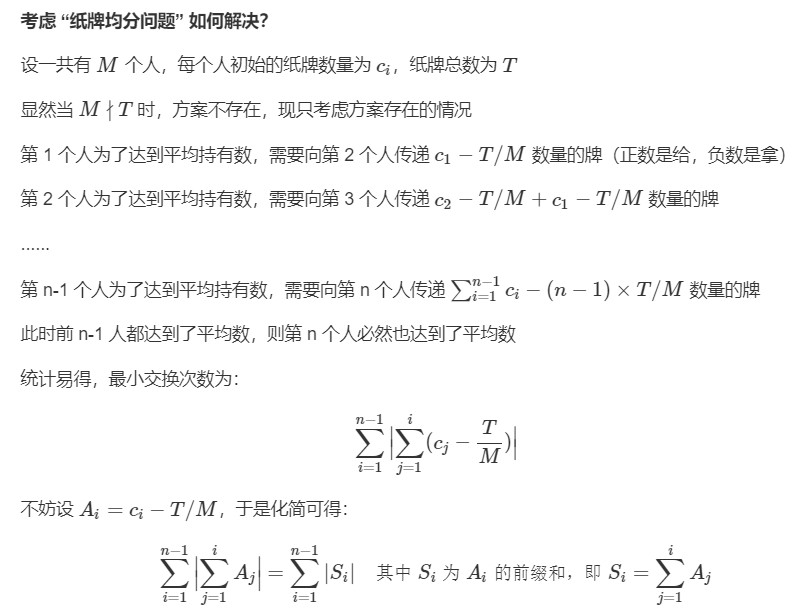 考虑 “纸牌均分问题” 如何解决？
设一共有 M 个人，每个人初始的纸牌数量为 c_i，纸牌总数为 T
显然当 M ∤ T 时，方案不存在，现只考虑方案存在的情况
第 1 个人为了达到平均持有数，需要向第 2 个人传递 c_1 − T/M 数量的牌（正数是给，负数是拿）
第 2 个人为了达到平均持有数，需要向第 3 个人传递 c_2 − T/M + c_1 − T/M 数量的牌
......
第 n-1 个人为了达到平均持有数，需要向第 n 个人传递 \sum_{i=1}^{n-1} c_i − (n − 1) × T/M 数量的牌
此时前 n-1 人都达到了平均数，则第 n 个人必然也达到了平均数
统计易得，最小交换次数为：
\sum_{i=1}^{n-1} |\sum_{j=1}^{i} (c_j − \frac{T}{M})|
不妨设 A_i = c_i − T/M，于是化简可得：
\sum_{i=1}^{n-1} |\sum_{j=1}^{i} A_j| = \sum_{i=1}^{n-1} |S_i| 其中 S_i 为 A_i 的前缀和，即 S_i = \sum_{j=1}^{i} A_j